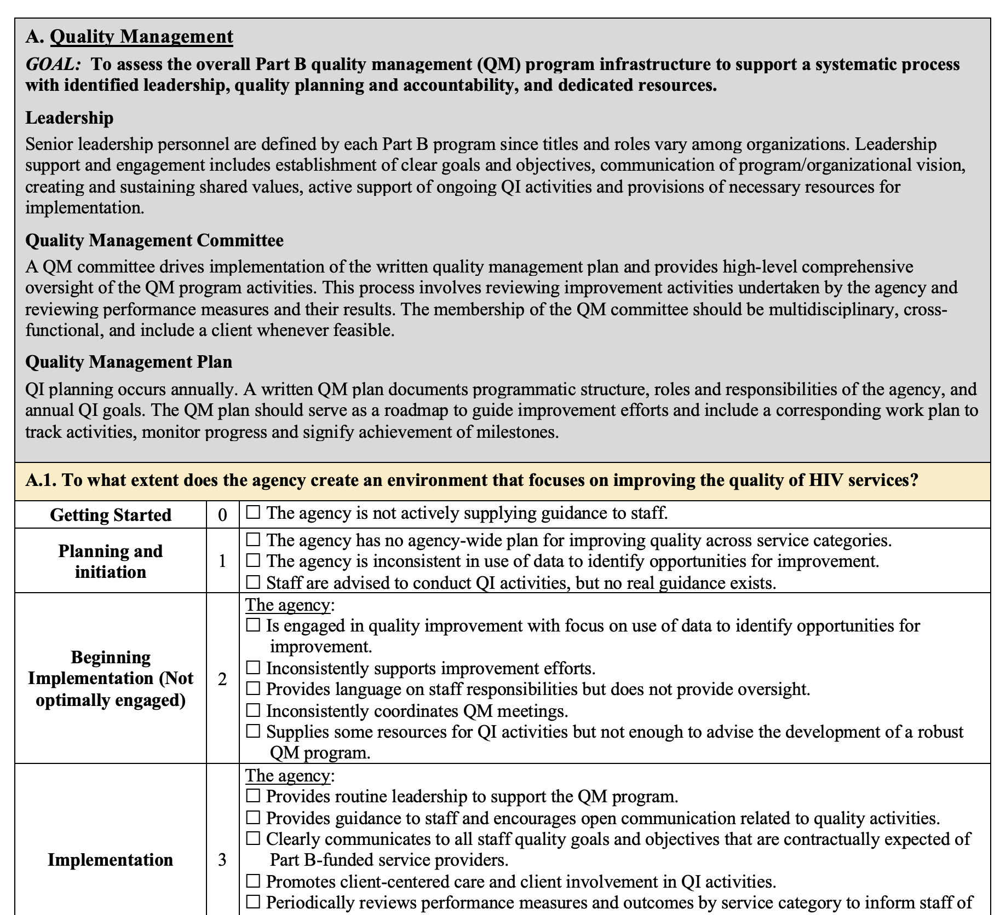 A. Quality Management
GOAL: To assess the overall Part B quality management (QM) program infrastructure to support a systematic process
with identified leadership, quality planning and accountability, and dedicated resources.
Leadership
Senior leadership personnel are defined by each Part B program since titles and roles vary among organizations. Leadership
support and engagement includes establishment of clear goals and objectives, communication of program/organizational vision,
creating and sustaining shared values, active support of ongoing QI activities and provisions of necessary resources for
implementation.
Quality Management Committee
A QM committee drives implementation of the written quality management plan and provides high-level comprehensive
oversight of the QM program activities. This process involves reviewing improvement activities undertaken by the agency and
reviewing performance measures and their results. The membership of the QM committee should be multidisciplinary, cross-
functional, and include a client whenever feasible.
Quality Management Plan
QI planning occurs annually. A written QM plan documents programmatic structure, roles and responsibilities of the agency, and
annual QI goals. The QM plan should serve as a roadmap to guide improvement efforts and include a corresponding work plan to
track activities, monitor progress and signify achievement of milestones.
A.1. To what extent does the agency create an environment that focuses on improving the quality of HIV services?
Getting Started
0
☐ The agency is not actively supplying guidance to staff.
Planning and
initiation
1
☐ The agency has no agency-wide plan for improving quality across service categories.
☐ The agency is inconsistent in use of data to identify opportunities for improvement.
☐ Staff are advised to conduct QI activities, but no real guidance exists.
Beginning
Implementation (Not
optimally engaged)
2
The agency:
☐ Is engaged in quality improvement with focus on use of data to identify opportunities for
improvement.
☐ Inconsistently supports improvement efforts.
☐ Provides language on staff responsibilities but does not provide oversight.
☐ Inconsistently coordinates QM meetings.
☐ Supplies some resources for QI activities but not enough to advise the development of a robust
QM program.
Implementation
3
The agency:
☐ Provides routine leadership to support the QM program.
☐ Provides guidance to staff and encourages open communication related to quality activities.
☐ Clearly communicates to all staff quality goals and objectives that are contractually expected of
Part B-funded service providers.
☐ Promotes client-centered care and client involvement in QI activities.
☐ Periodically reviews performance measures and outcomes by service category to inform staff of